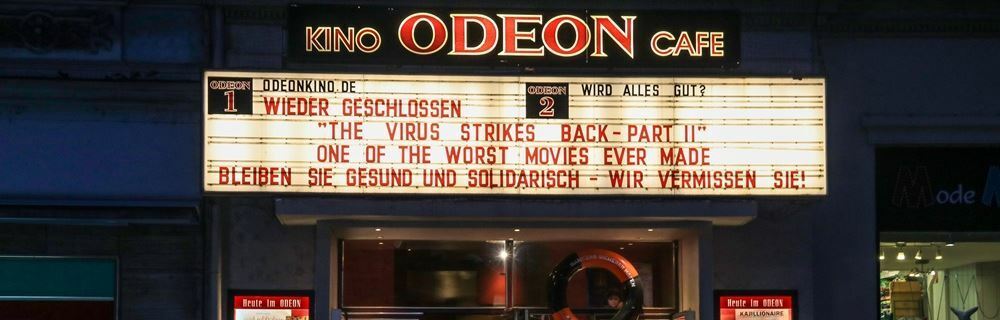 KINO ODEON CAFE
ODEON 1 ODEONKINO.DE ODEON 2 WIRD ALLES GUT?
WIEDER GESCHLOSSEN
"THE VIRUS STRIKES BACK - PART II"
ONE OF THE WORST MOVIES EVER MADE
BLEIBEN SIE GESUND UND SOLIDARISCH - WIR VERMISSEN SIE!
Mode
Heute im ODEON
Heute im ODEON
KAJILLIONAIRE